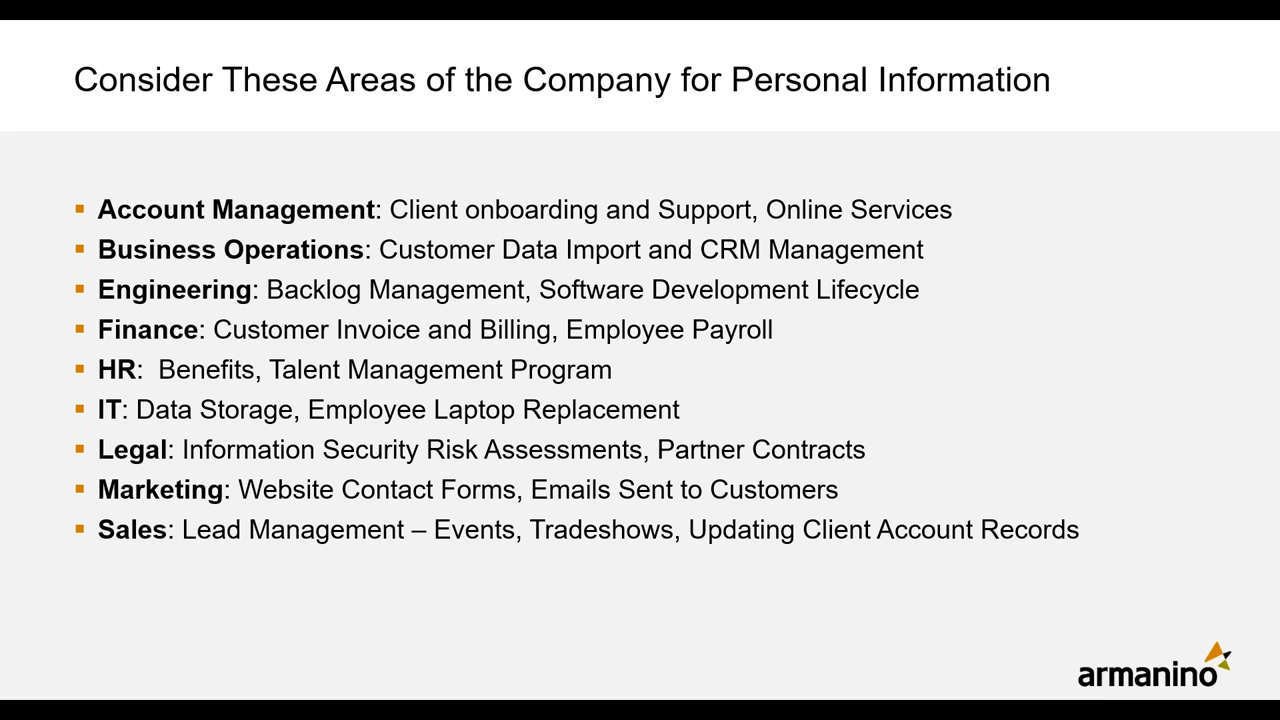 Consider These Areas of the Company for Personal Information
▪ Account Management: Client onboarding and Support, Online Services
▪ Business Operations: Customer Data Import and CRM Management
▪ Engineering: Backlog Management, Software Development Lifecycle
▪ Finance: Customer Invoice and Billing, Employee Payroll
▪ HR:  Benefits, Talent Management Program
▪ IT: Data Storage, Employee Laptop Replacement
▪ Legal: Information Security Risk Assessments, Partner Contracts
▪ Marketing: Website Contact Forms, Emails Sent to Customers
▪ Sales: Lead Management – Events, Tradeshows, Updating Client Account Records
armanino